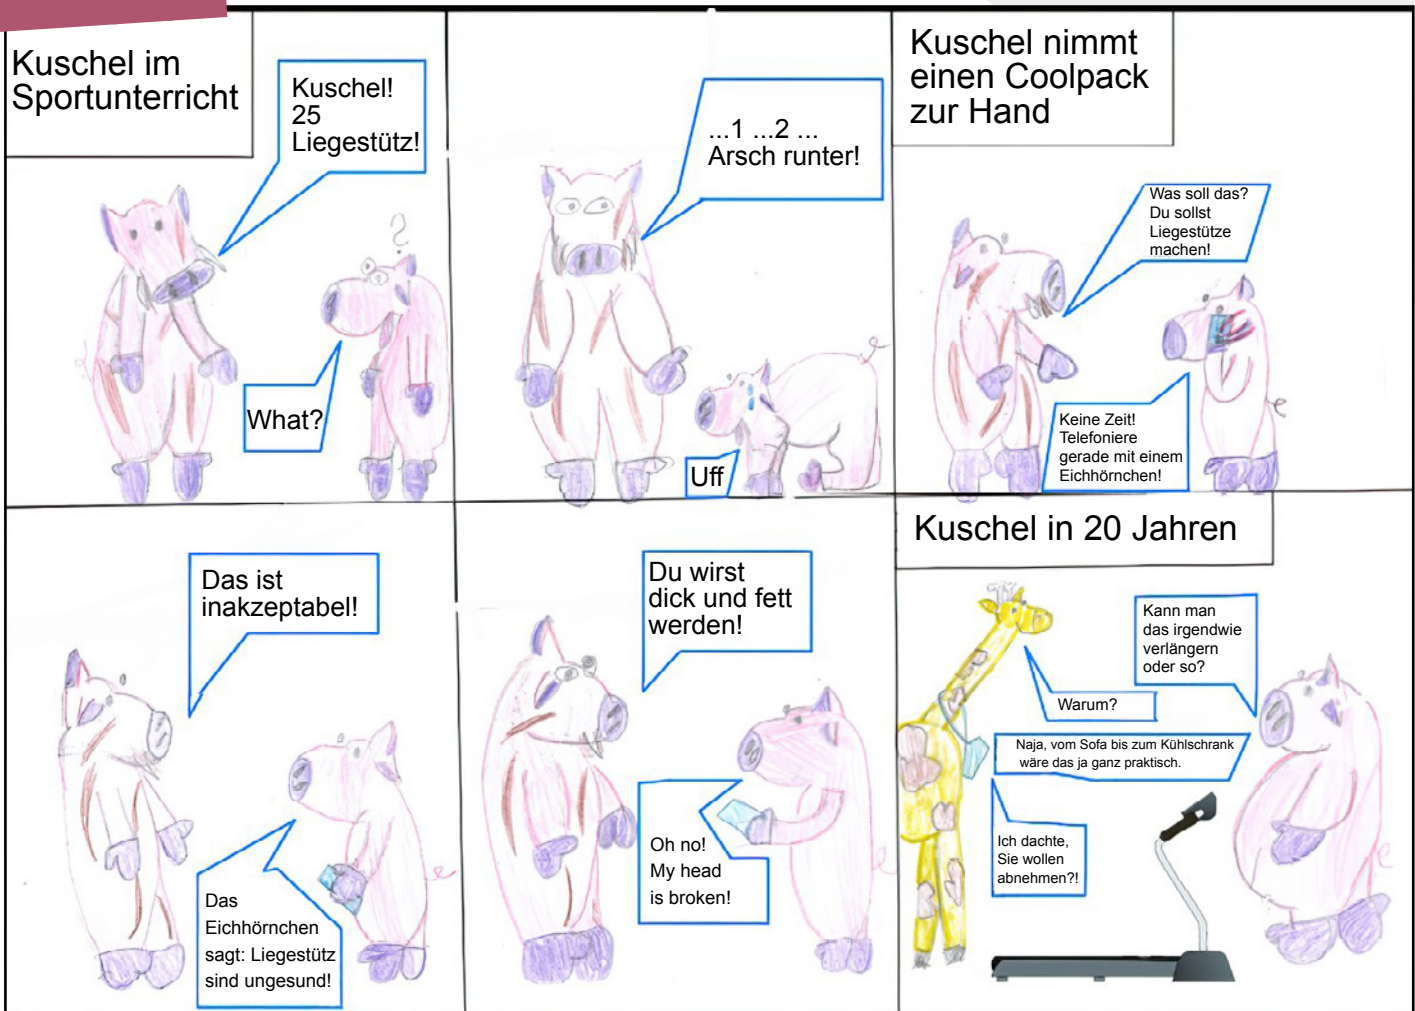 Kuschel im
Sportunterricht
Kuschel!
25
Liegestütz!
What?
...1 ...2 ...
Arsch runter!
Uff
Kuschel nimmt
einen Coolpack
zur Hand
Was soll das?
Du sollst
Liegestütze
machen!
Keine Zeit!
Telefoniere
gerade mit einem
Eichhörnchen!
Das ist
inakzeptabel!
Das
Eichhörnchen
sagt: Liegestütz
sind ungesund!
Du wirst
dick und fett
werden!
Oh no!
My head
is broken!
Kuschel in 20 Jahren
Kann man
das irgendwie
verlängern
oder so?
Warum?
Naja, vom Sofa bis zum Kühlschrank
wäre das ja ganz praktisch.
Ich dachte,
Sie wollen
abnehmen?!